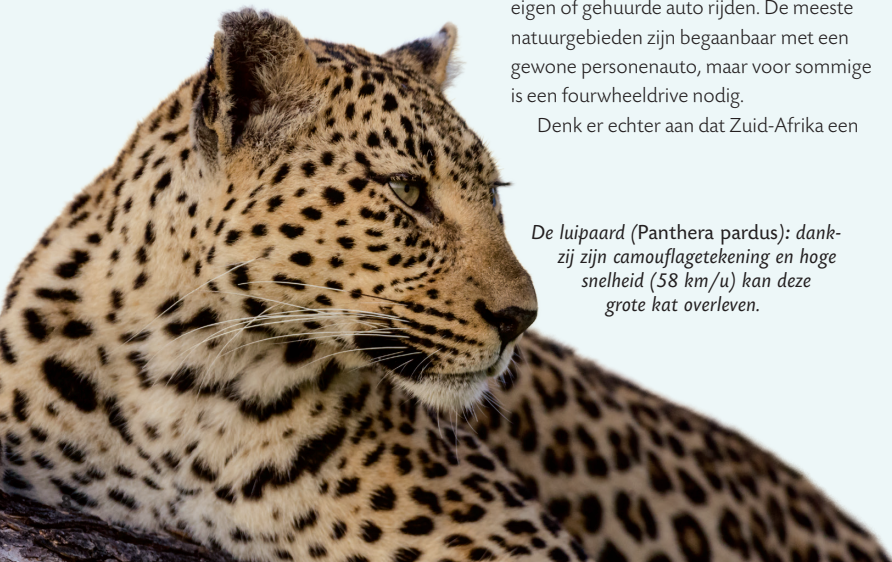 eigen of gehuurde auto rijden. De meeste
natuurgebieden zijn begaanbaar met een
gewone personenauto, maar voor sommige
is een fourwheeldrive nodig.
Denk er echter aan dat Zuid-Afrika een
De luipaard (Panthera pardus): dank-
zij zijn camouflagetekening en hoge
snelheid (58 km/u) kan deze
grote kat overleven.